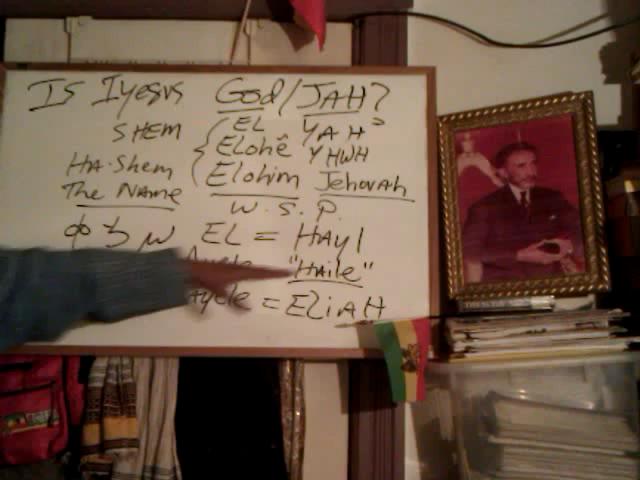 Is Iyesus God/JAH?
SHEM EL YAH
Elohê YHWH
HA-Shem
The NAME Elohim Jehovah
W.S.P.
EL = HAYl
"HAile"
= ELiAH